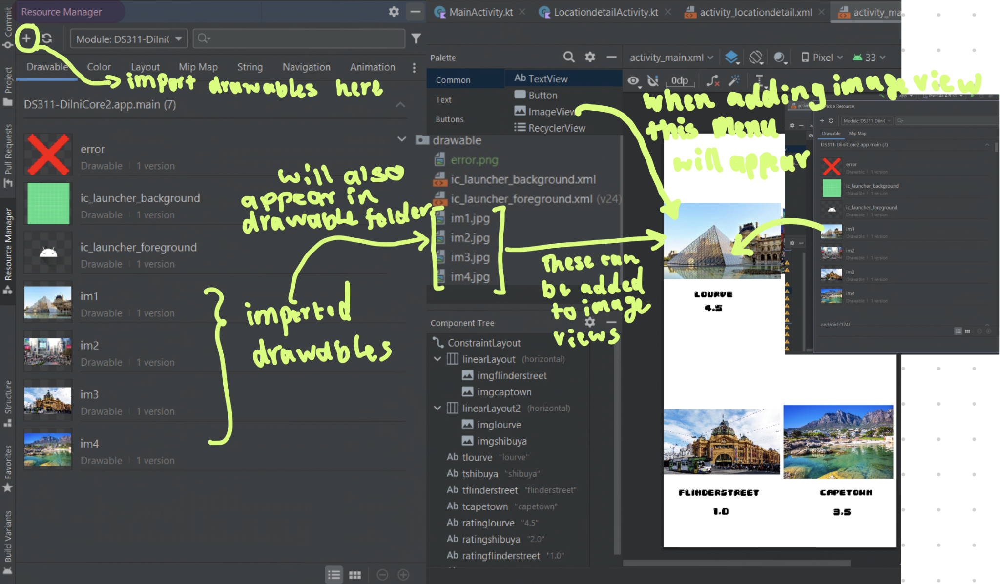 Resource Manager
Module: DS311-DilniC
Drawable Color Layout Mip Map String Navigation Animation
import drawables here
DS311-DilniCore2.app.main (7)
error
Drawable 1 version
ic_launcher_background
Drawable 1 version
ic_launcher_foreground
Drawable 1 version
im1
Drawable 1 version
im2
Drawable 1 version
im3
Drawable 1 version
im4
Drawable 1 version
imported
drawables
will also
appear in
drawable folder
Commit
Project
Pull Requests
Resource Manager
Structure
Favorites
Build Variants
MainActivity.kt LocationdetailActivity.kt activity_locationdetail.xml activity_ma
Palette
Common
Text
Buttons
Ab TextView
Button
ImageView
RecyclerView
drawable
error.png
ic_launcher_background.xml
ic_launcher_foreground.xml (v24)
im1.jpg
im2.jpg
im3.jpg
im4.jpg
These can
be added
to image
views
Component Tree
ConstraintLayout
linearLayout (horizontal)
imgflinderstreet
imgcaptown
linearLayout2 (horizontal)
imglourve
imgshibuya
Ab tlourve "lourve"
Ab tshibuya "shibuya"
Ab tflinderstreet "flinderstreet"
Ab tcapetown "capetown"
Ab ratinglourve "4.5"
Ab ratingshibuya "2.0"
Ab ratingflinderstreet "1.0"
activity_main.xml Pixel 33
0dp
when adding image view
this Menu
will appear
LOURVE
4.5
FLINDERSTREET
1.0
CAPETOWN
3.5
app Pixel 4a API 31
Pick a Resource
Module: DS311-DilniC
Drawable Mip Map
DS311-DilniCore2.app.main (7)
error
Drawable 1 version
ic_launcher_background
Drawable 1 version
ic_launcher_foreground
Drawable 1 version
im1
Drawable 1 version
im2
Drawable 1 version
im3
Drawable 1 version
im4
Drawable 1 version
android (174)